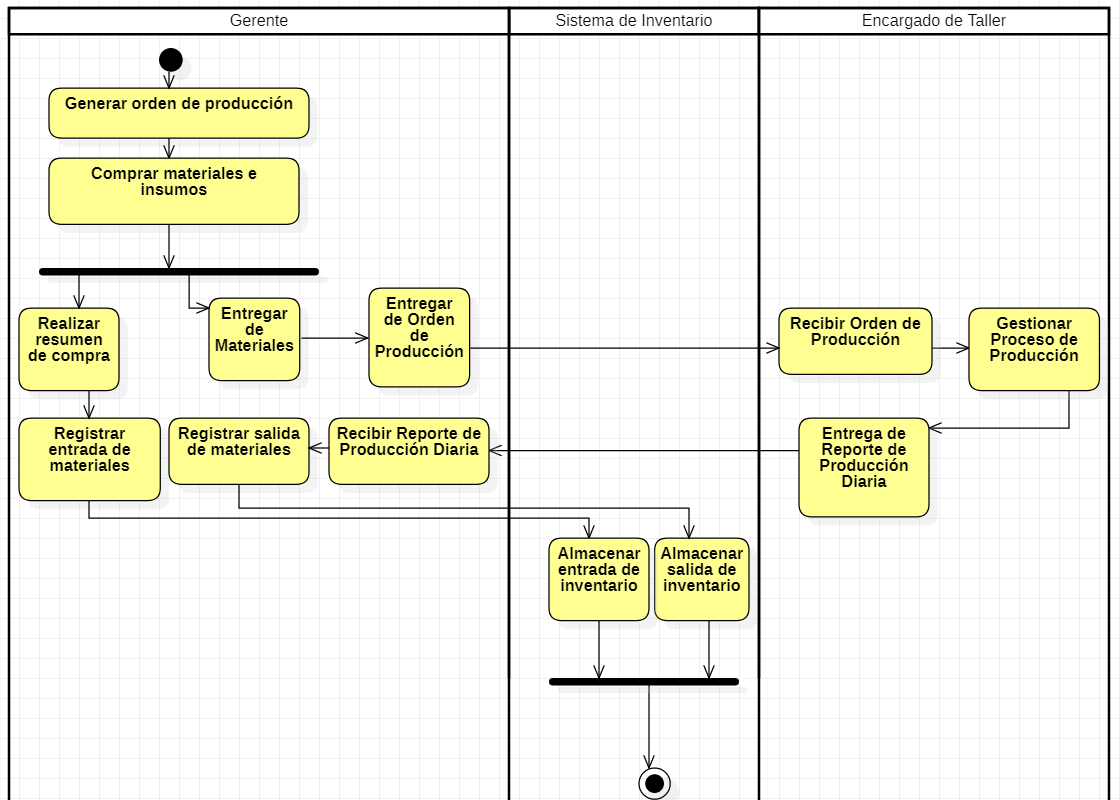 Gerente
Sistema de Inventario
Encargado de Taller
Generar orden de producción
Comprar materiales e
insumos
Realizar
resumen
de compra
Entregar
de
Materiales
Entregar
de Orden
de
Producción
Recibir Orden de
Producción
Gestionar
Proceso de
Producción
Registrar
entrada de
materiales
Registrar salida
de materiales
Recibir Reporte de
Producción Diaria
Entrega de
Reporte de
Producción
Diaria
Almacenar
entrada de
inventario
Almacenar
salida de
inventario